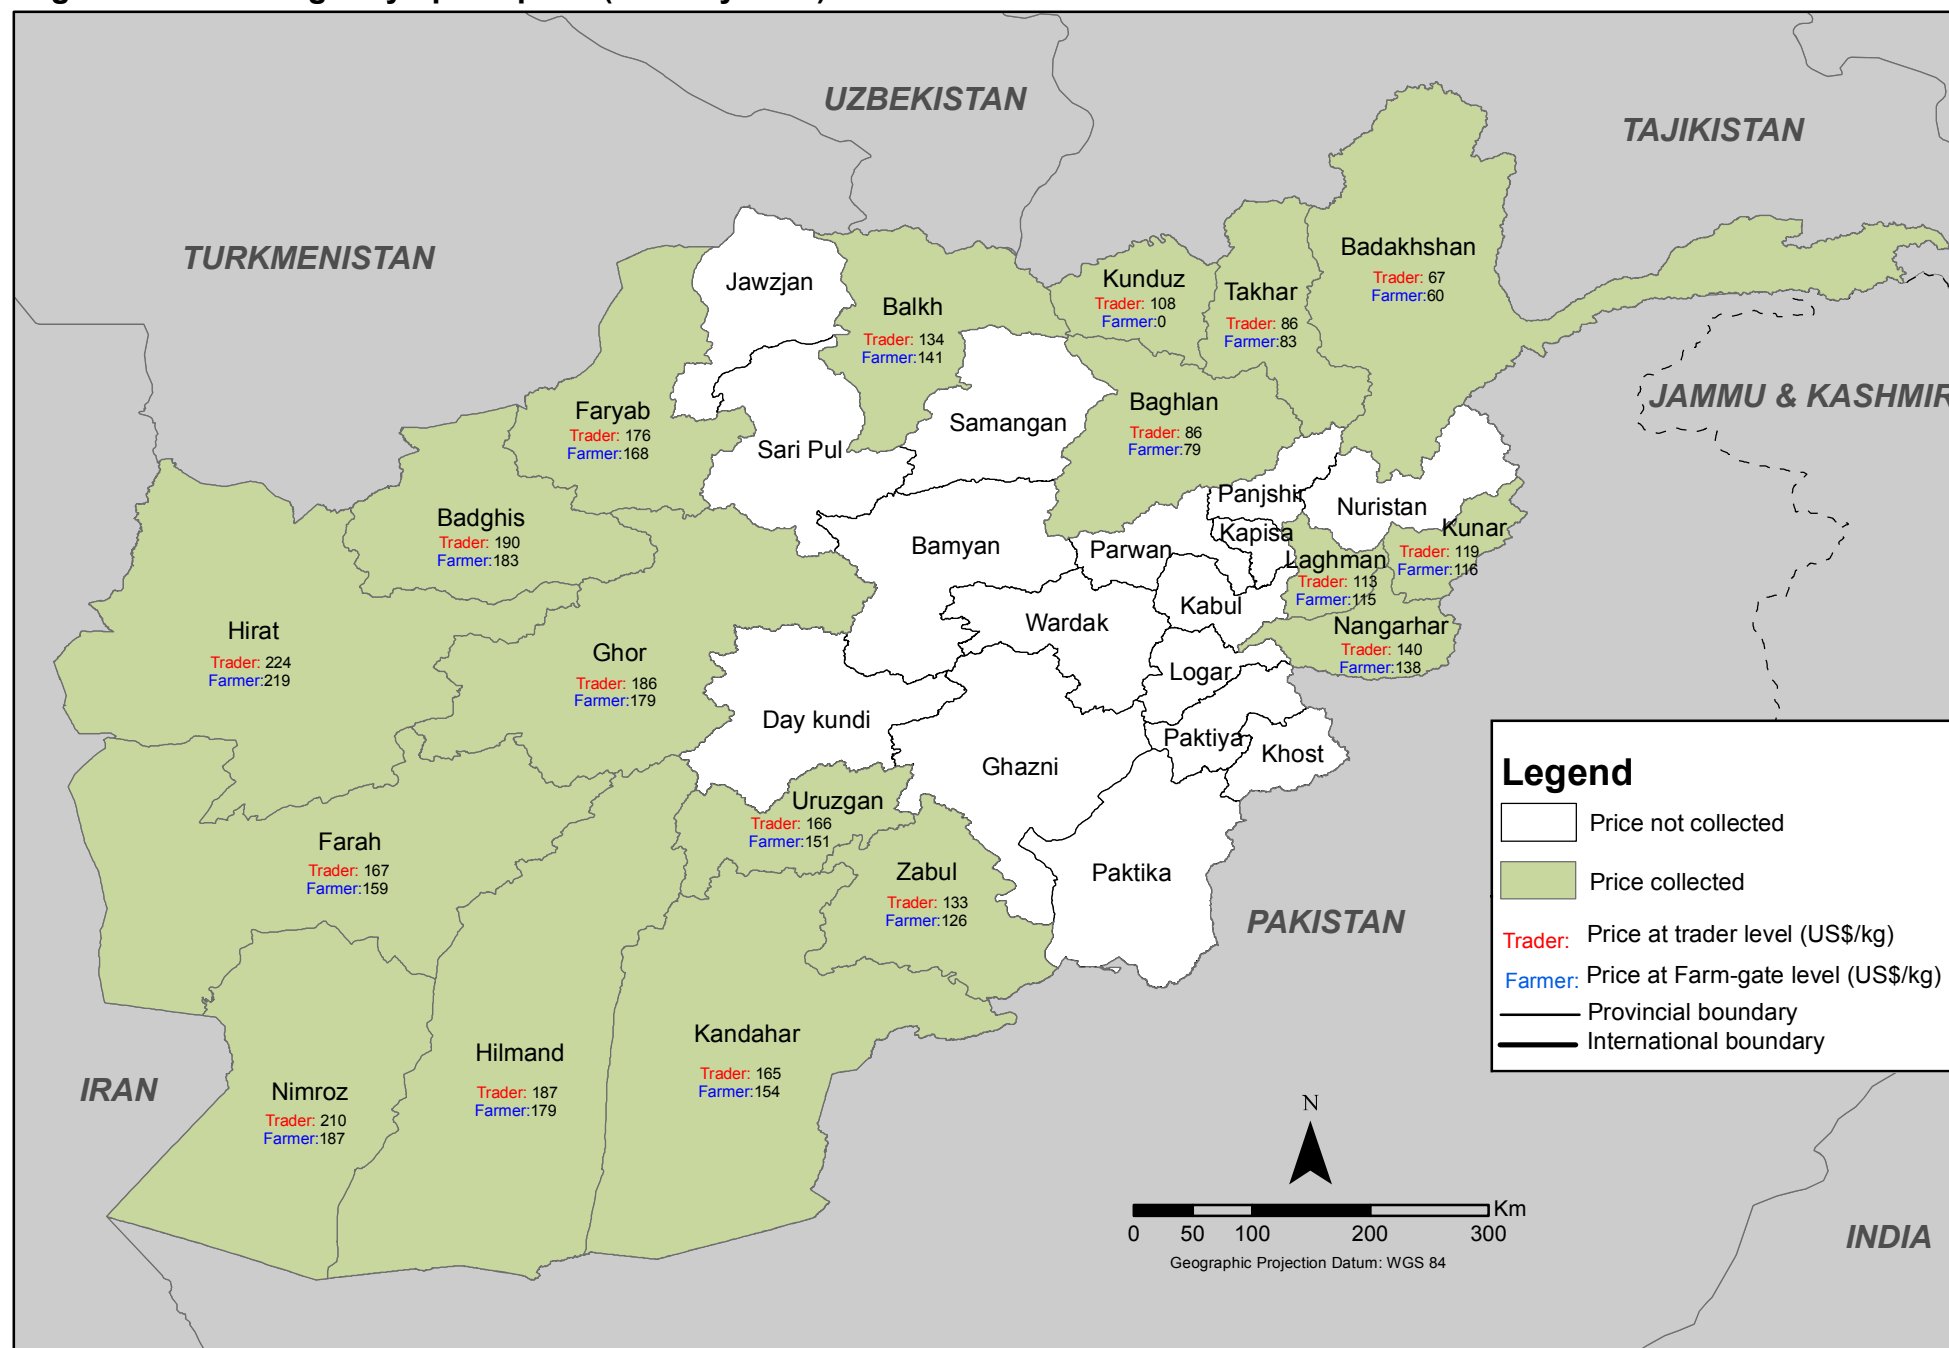 UZBEKISTAN
TAJIKISTAN
TURKMENISTAN
JAMMU & KASHMIR
PAKISTAN
IRAN
INDIA
Jawzjan
Balkh
Trader: 134
Farmer:141
Kunduz
Trader: 108
Farmer:0
Takhar
Trader: 86
Farmer:83
Badakhshan
Trader: 67
Farmer:60
Faryab
Trader: 176
Farmer:168
Sari Pul
Samangan
Baghlan
Trader: 86
Farmer:79
Badghis
Trader: 190
Farmer:183
Bamyan
Panjshir
Nuristan
Kapisa
Parwan
Kunar
Trader: 119
Farmer:116
Laghman
Trader: 113
Farmer:115
Kabul
Wardak
Nangarhar
Trader: 140
Farmer:138
Hirat
Trader: 224
Farmer:219
Ghor
Trader: 186
Farmer:179
Logar
Day kundi
Paktiya
Khost
Ghazni
Uruzgan
Trader: 166
Farmer:151
Farah
Trader: 167
Farmer:159
Zabul
Trader: 133
Farmer:126
Paktika
Kandahar
Trader: 165
Farmer:154
Hilmand
Trader: 187
Farmer:179
Nimroz
Trader: 210
Farmer:187
Legend
Price not collected
Price collected
Trader: Price at trader level (US$/kg)
Farmer: Price at Farm-gate level (US$/kg)
Provincial boundary
International boundary
N
Km
0 50 100 200 300
Geographic Projection Datum: WGS 84